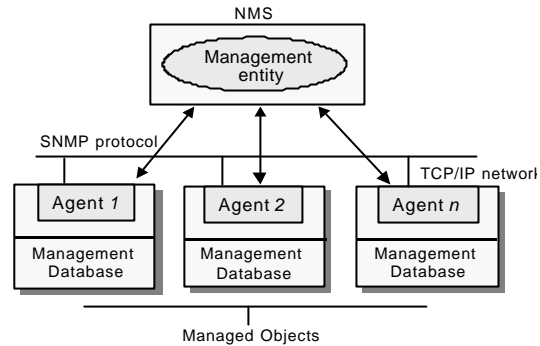 NMS
Management
entity
SNMP protocol
TCP/IP network
Agent 1
Agent 2
Agent n
Management
Database
Management
Database
Management
Database
Managed Objects